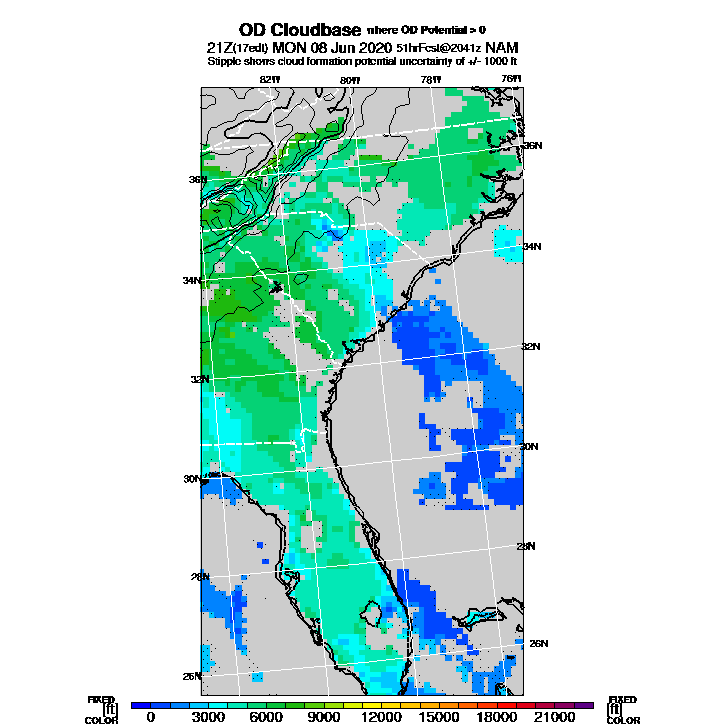 OD Cloudbase where OD Potential > 0
21Z(17edt) MON 08 Jun 2020 51hrFcst@2041z NAM
Stipple shows cloud formation potential uncertainty of +/- 1000 ft
82W 80W 78W 76W
36N
36N
34N
34N
32N
32N
30N
30N
28N
28N
26N
26N
FIXED [ft] COLOR
0 3000 6000 9000 12000 15000 18000 21000
FIXED [ft] COLOR